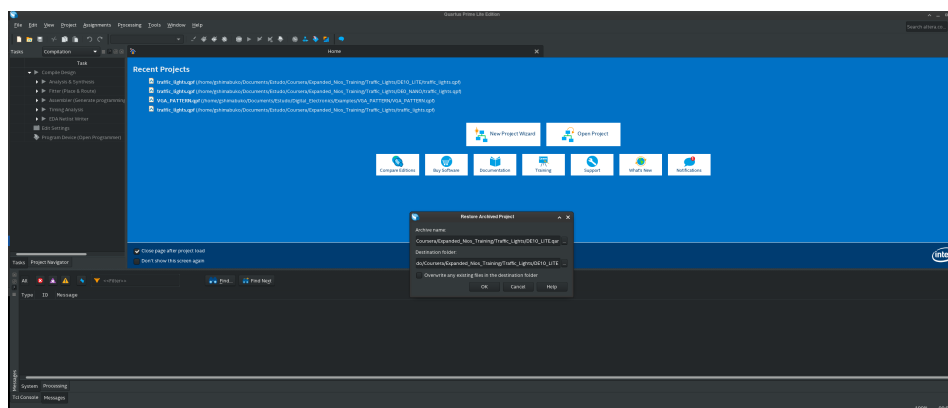 Quartus Prime Lite Edition
File Edit View Project Assignments Processing Tools Window Help
Search altera.co
Tasks Compilation
Home
Task
Compile Design
Analysis & Synthesis
Fitter (Place & Route)
Assembler (Generate programming
Timing Analysis
EDA Netlist Writer
Edit Settings
Program Device (Open Programmer)
Recent Projects
traffic_lights.qpf (/home/gshimabuko/Documents/Estudo/Coursera/Expanded_Nios_Training/Traffic_Lights/DE10_LITE/traffic_lights.qpf)
traffic_lights.qpf (/home/gshimabuko/Documents/Estudo/Coursera/Expanded_Nios_Training/Traffic_Lights/DE0_NANO/traffic_lights.qpf)
VGA_PATTERN.qpf (/home/gshimabuko/Documents/Estudo/Digital_Electronics/Examples/VGA_PATTERN/VGA_PATTERN.qpf)
traffic_lights.qpf (/home/gshimabuko/Documents/Estudo/Coursera/Expanded_Nios_Training/Traffic_Lights/traffic_lights.qpf)
New Project Wizard
Open Project
Compare Editions
Buy Software
Documentation
Training
Support
What's New
Notifications
Restore Archived Project
Archive name:
Coursera/Expanded_Nios_Training/Traffic_Lights/DE10_LITE.qar ...
Destination folder:
do/Coursera/Expanded_Nios_Training/Traffic_Lights/DE10_LITE ...
Overwrite any existing files in the destination folder
OK Cancel Help
Close page after project load
Don't show this screen again
inte
Tasks Project Navigator
All <<Filter>> Find... Find Next
Type ID Message
Messages
System Processing
Tcl Console Messages